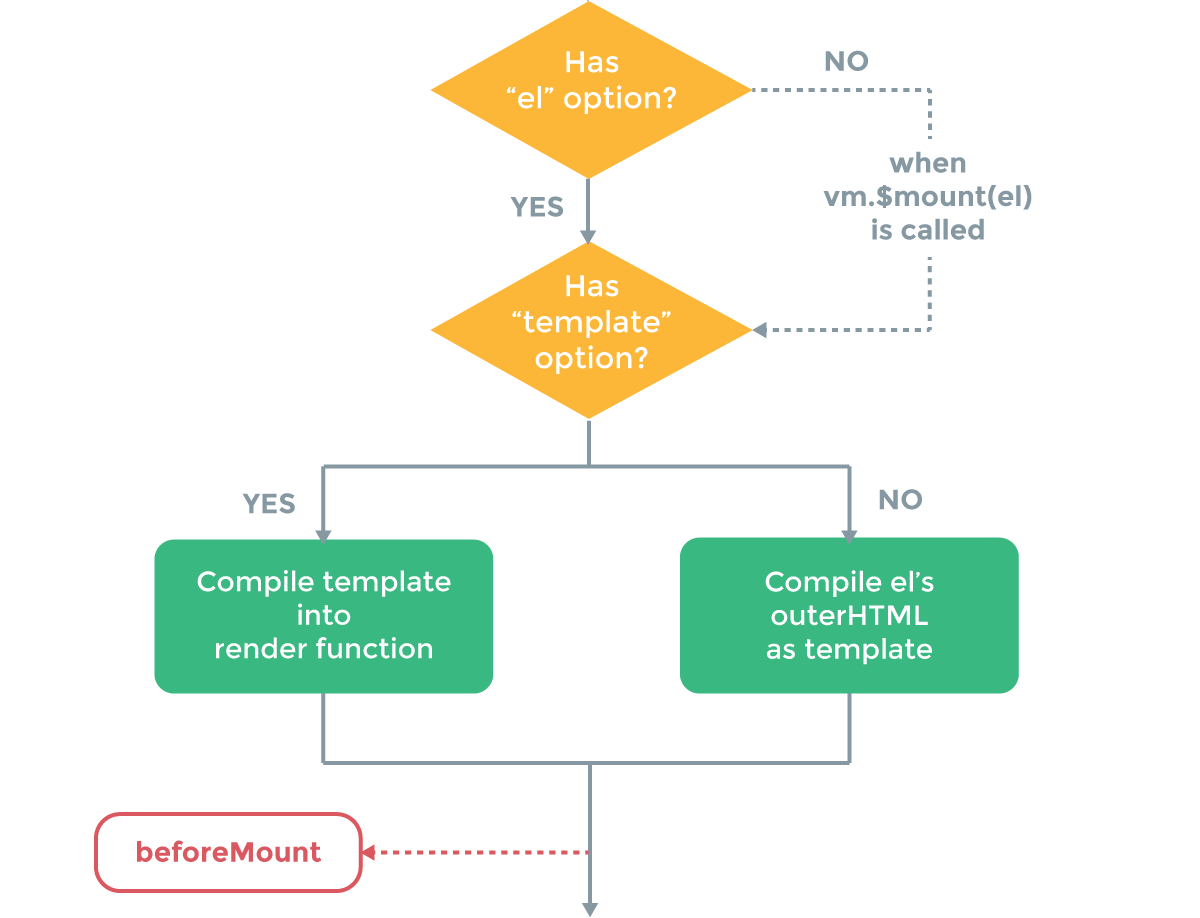 Has
“el” option?
NO
when
vm.$mount(el)
is called
YES
Has
“template”
option?
YES
NO
Compile template
into
render function
Compile el’s
outerHTML
as template
beforeMount